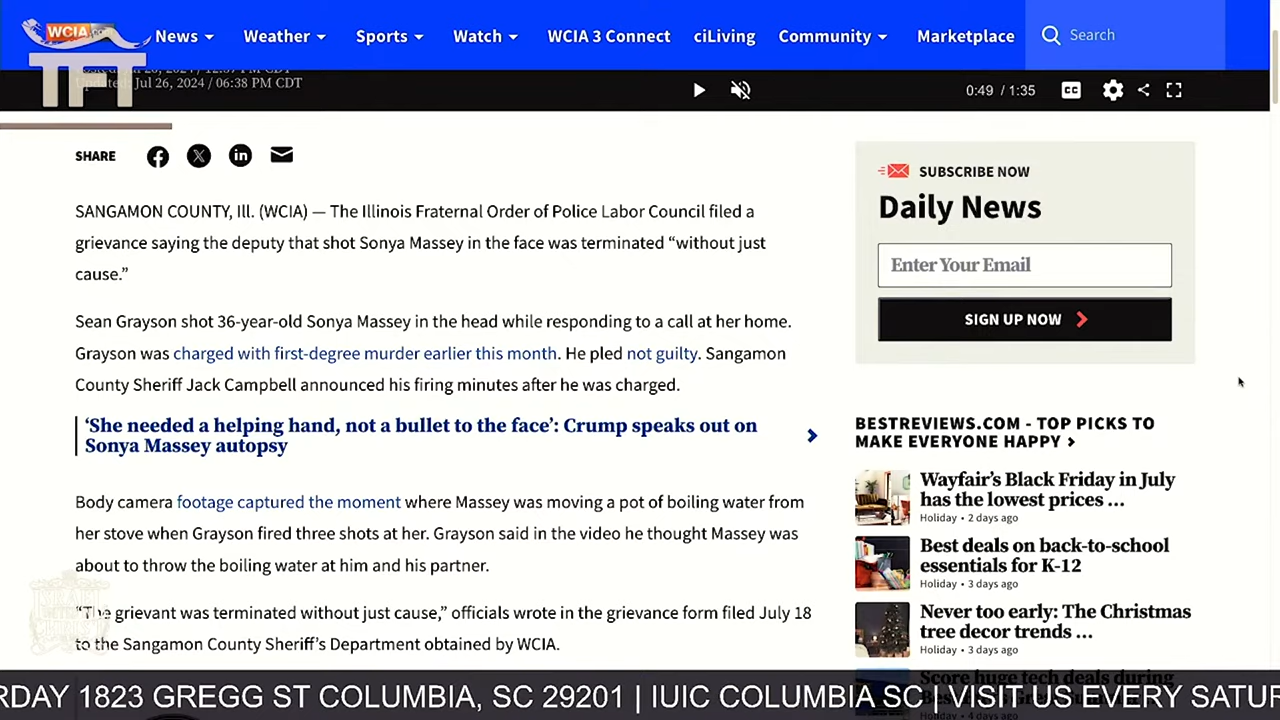 WCIA.com
News
Weather
Sports
Watch
WCIA 3 Connect
ciLiving
Community
Marketplace
Search
TFT
Updated: Jul 26, 2024 / 06:38 PM CDT
0:49 / 1:35
CC
SHARE
SANGAMON COUNTY, Ill. (WCIA) — The Illinois Fraternal Order of Police Labor Council filed a
grievance saying the deputy that shot Sonya Massey in the face was terminated “without just
cause.”
Sean Grayson shot 36-year-old Sonya Massey in the head while responding to a call at her home.
Grayson was charged with first-degree murder earlier this month. He pled not guilty. Sangamon
County Sheriff Jack Campbell announced his firing minutes after he was charged.
‘She needed a helping hand, not a bullet to the face’: Crump speaks out on
Sonya Massey autopsy
Body camera footage captured the moment where Massey was moving a pot of boiling water from
her stove when Grayson fired three shots at her. Grayson said in the video he thought Massey was
about to throw the boiling water at him and his partner.
“The grievant was terminated without just cause,” officials wrote in the grievance form filed July 18
to the Sangamon County Sheriff’s Department obtained by WCIA.
SUBSCRIBE NOW
Daily News
Enter Your Email
SIGN UP NOW
BESTREVIEWS.COM - TOP PICKS TO
MAKE EVERYONE HAPPY
Wayfair’s Black Friday in July
has the lowest prices ...
Holiday • 2 days ago
Best deals on back-to-school
essentials for K-12
Holiday • 3 days ago
Never too early: The Christmas
tree decor trends ...
Holiday • 3 days ago
Score huge tech deals during
RDAY 1823 GREGG ST COLUMBIA, SC 29201 | IUIC COLUMBIA SC | VISIT US EVERY SATUR